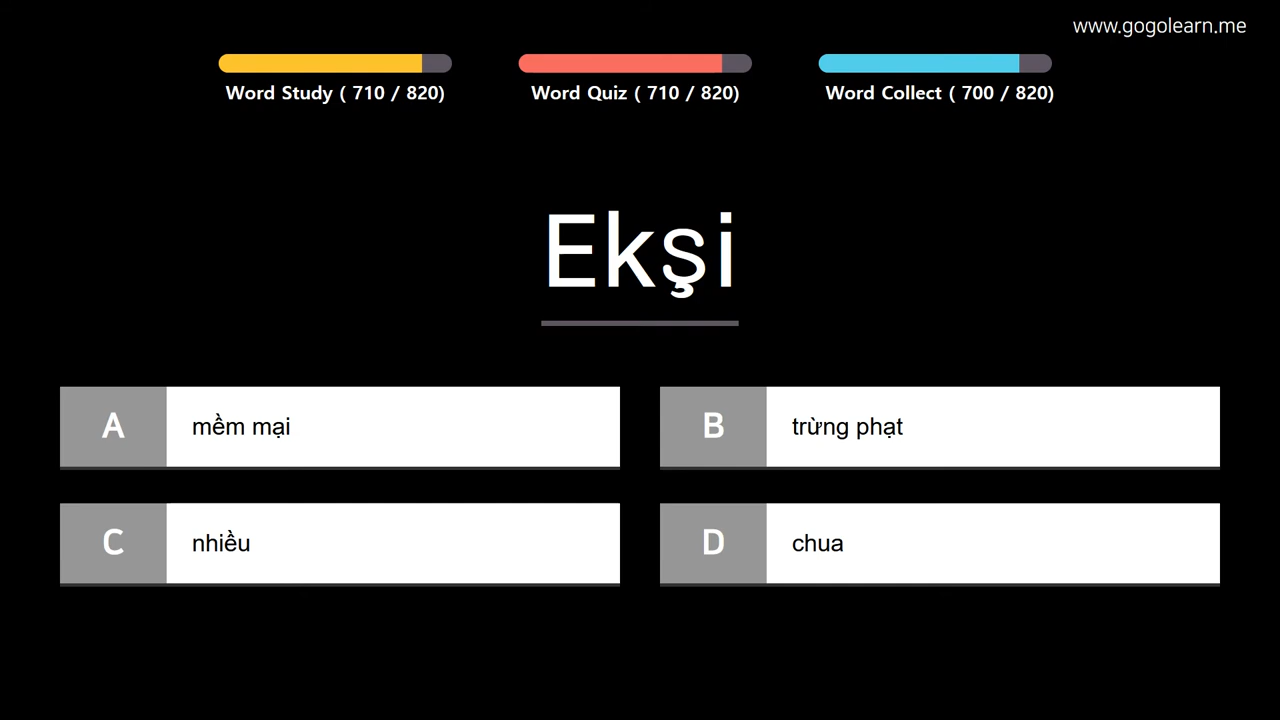 www.gogolearn.me
Word Study ( 710 / 820)
Word Quiz ( 710 / 820)
Word Collect ( 700 / 820)
Ekşi
A mềm mại
B trừng phạt
C nhiều
D chua